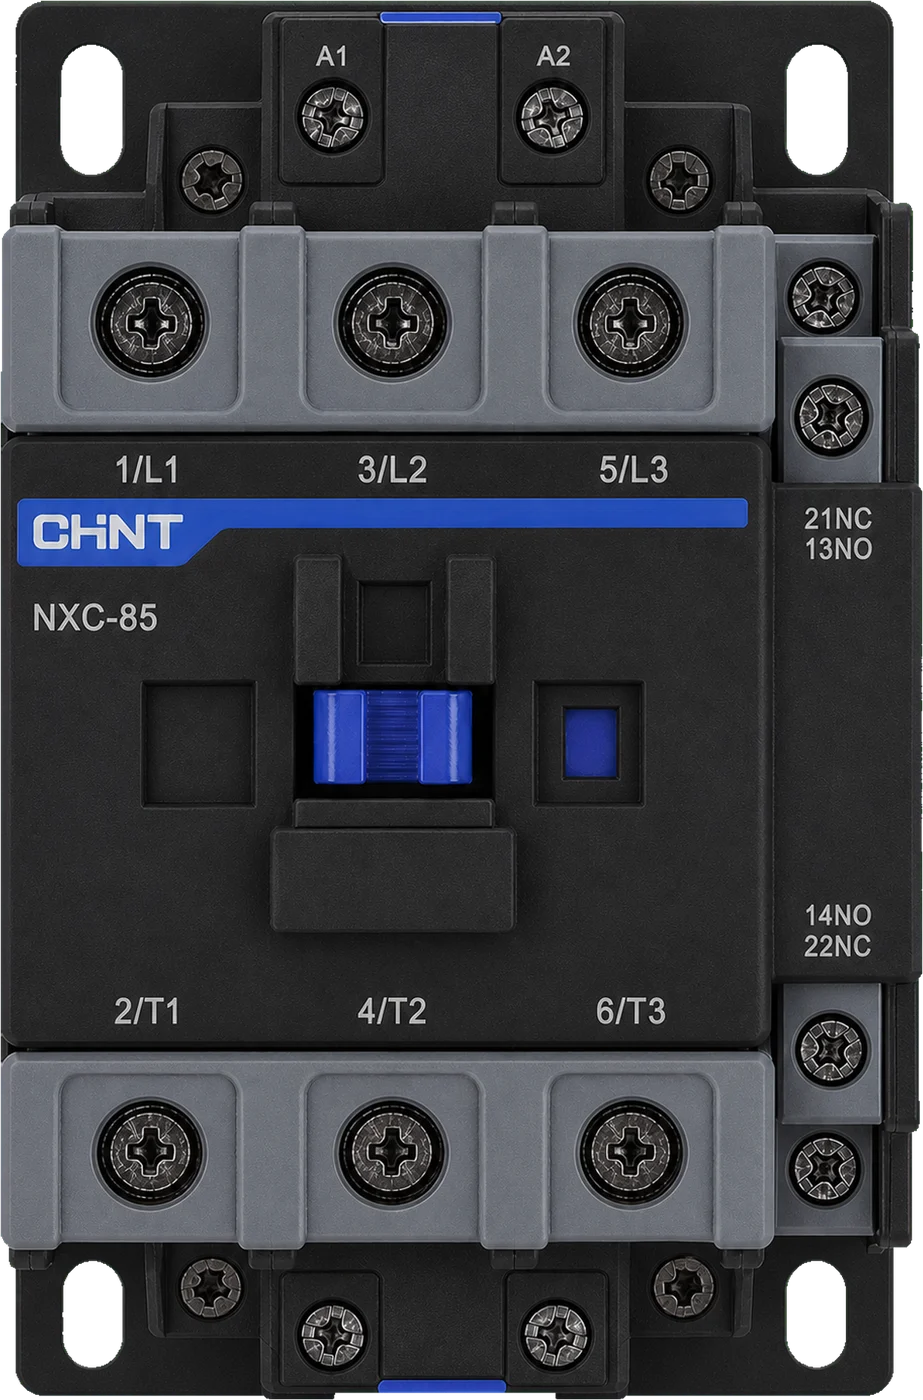 A1 A2
1/L1 3/L2 5/L3
CHNT
21NC
13NO
NXC-85
14NO
22NC
2/T1 4/T2 6/T3